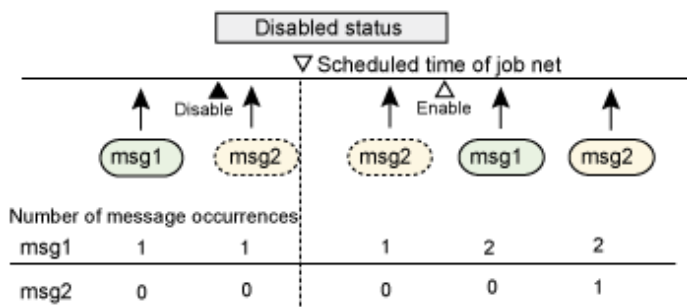 Disabled status
Scheduled time of job net
Disable
Enable
msg1 msg2 msg2 msg1 msg2
Number of message occurrences
msg1 1 1 1 2 2
msg2 0 0 0 0 1